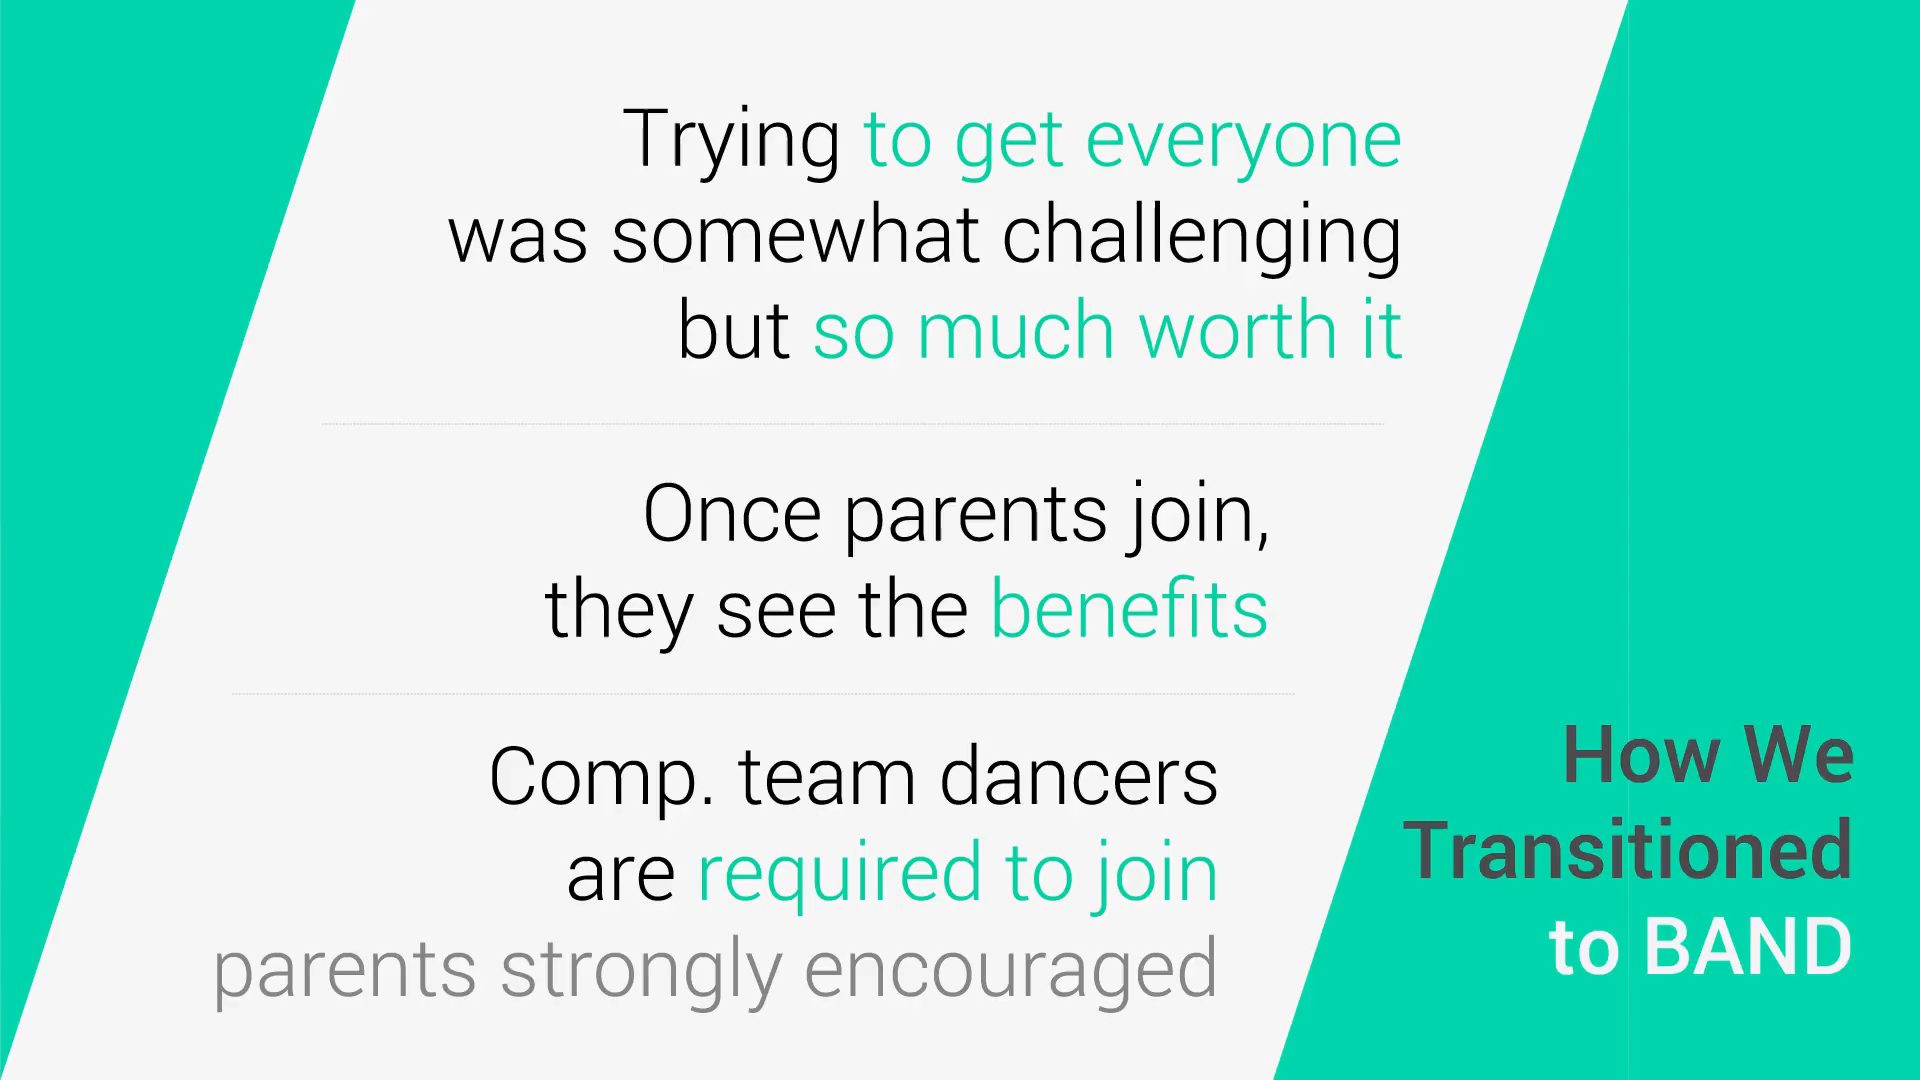 Trying to get everyone
was somewhat challenging
but so much worth it
Once parents join,
they see the benefits
Comp. team dancers
are required to join
parents strongly encouraged
How We
Transitioned
to BAND